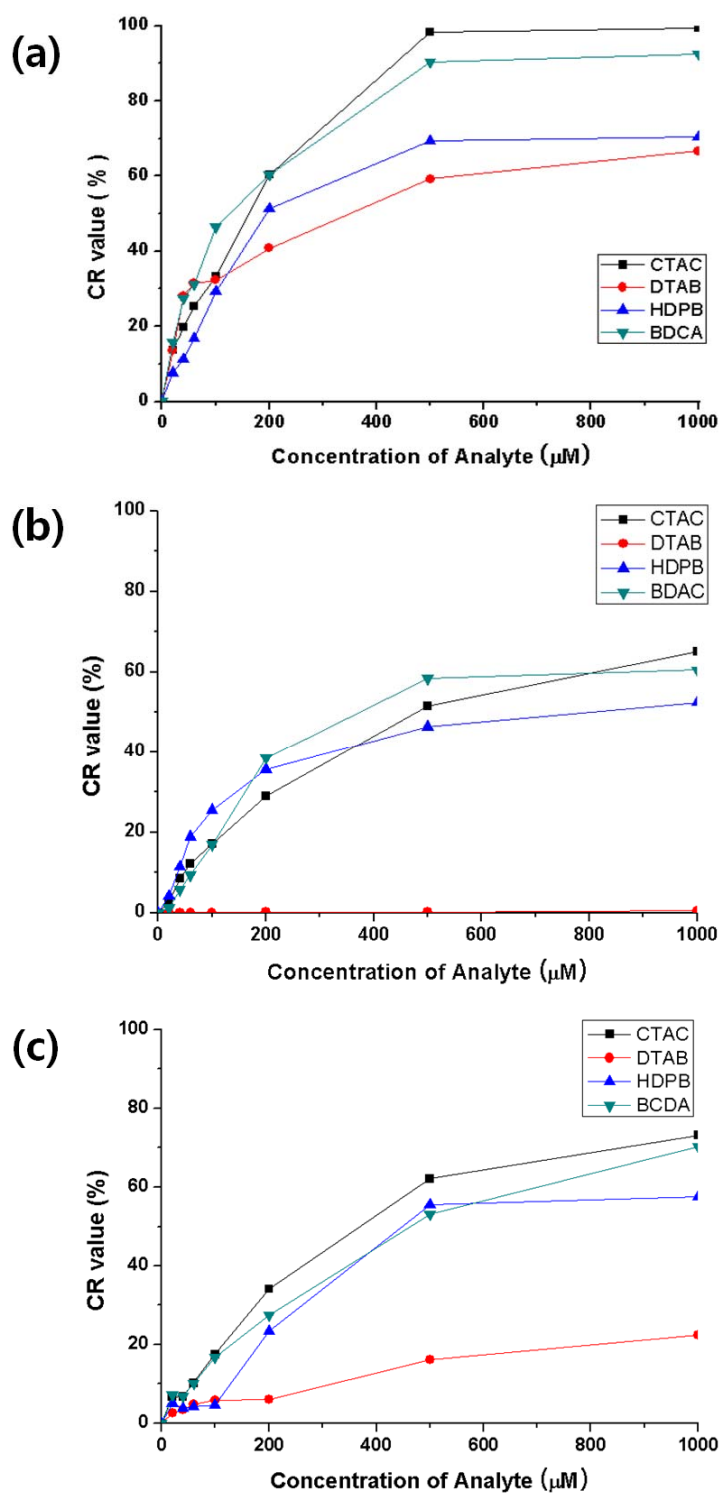 (a)
100
80
60
40
20
0
CR value ( % )
CTAC
DTAB
HDPB
BDCA
0 200 400 600 800 1000
Concentration of Analyte (μM)
(b)
100
80
60
40
20
0
CR value (%)
CTAC
DTAB
HDPB
BDAC
0 200 400 600 800 1000
Concentration of Analyte (μM)
(c)
100
80
60
40
20
0
CR value (%)
CTAC
DTAB
HDPB
BCDA
0 200 400 600 800 1000
Concentration of Analyte (μM)